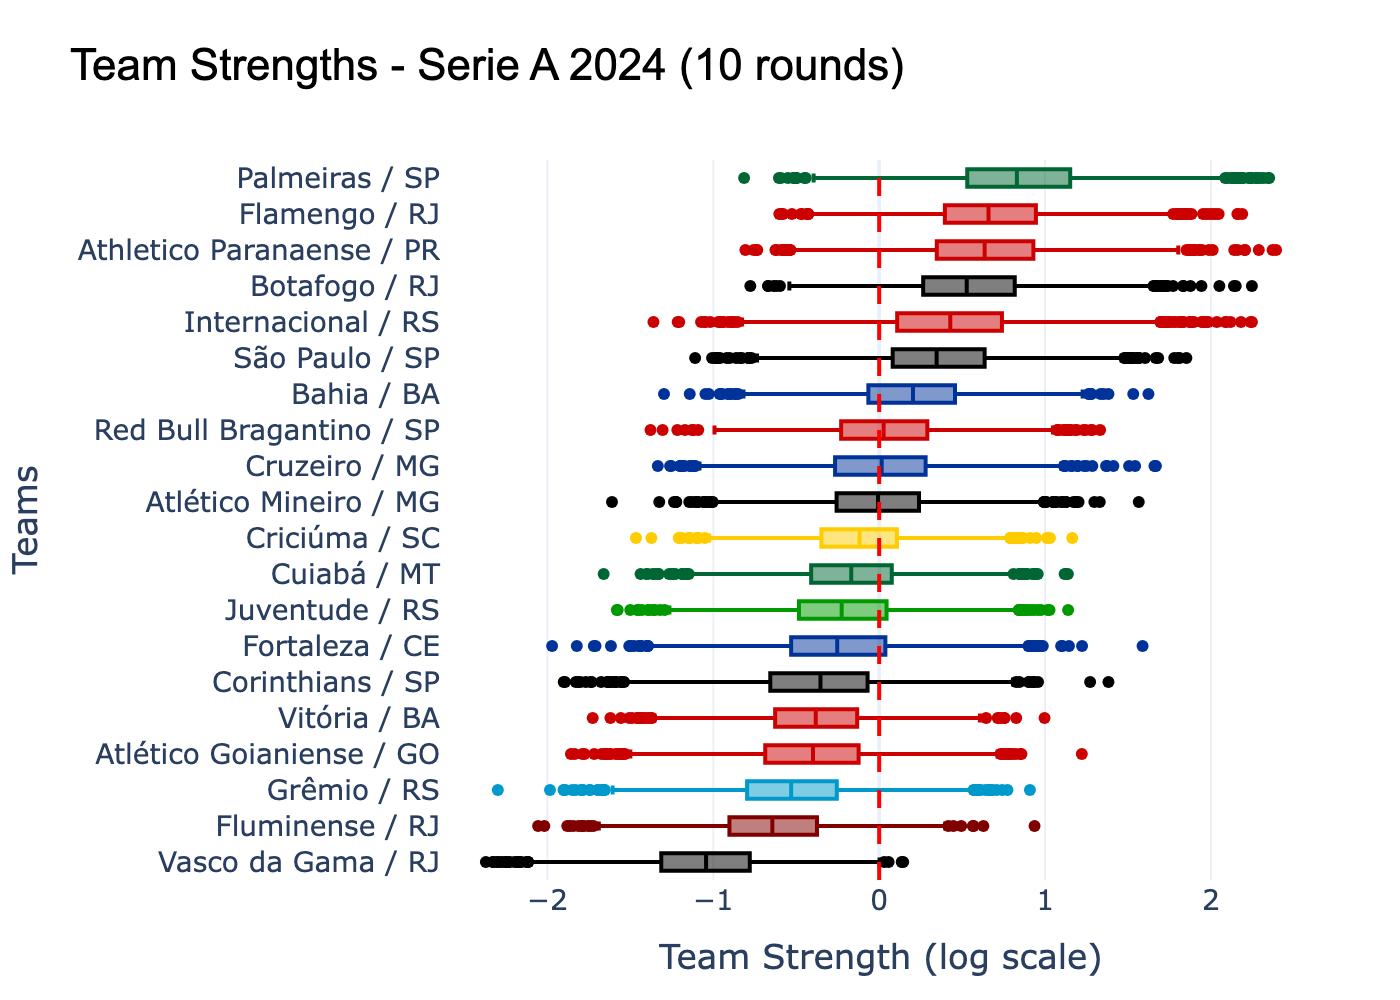 Team Strengths - Serie A 2024 (10 rounds)
Teams
Palmeiras / SP
Flamengo / RJ
Athletico Paranaense / PR
Botafogo / RJ
Internacional / RS
São Paulo / SP
Bahia / BA
Red Bull Bragantino / SP
Cruzeiro / MG
Atlético Mineiro / MG
Criciúma / SC
Cuiabá / MT
Juventude / RS
Fortaleza / CE
Corinthians / SP
Vitória / BA
Atlético Goianiense / GO
Grêmio / RS
Fluminense / RJ
Vasco da Gama / RJ
−2 −1 0 1 2
Team Strength (log scale)